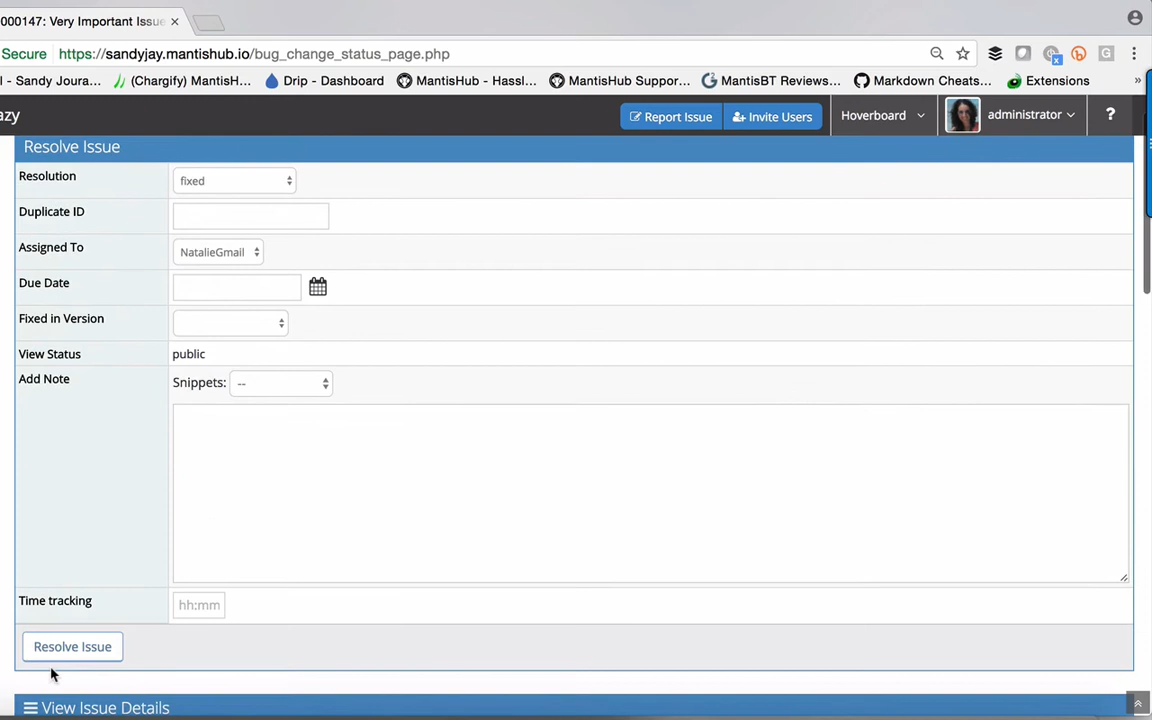 000147: Very Important Issue
Secure https://sandyjay.mantishub.io/bug_change_status_page.php
l - Sandy Joura... (Chargify) MantisH... Drip - Dashboard MantisHub - Hassl... MantisHub Suppor... MantisBT Reviews... Markdown Cheats... Extensions »
azy Report Issue Invite Users Hoverboard administrator ?
Resolve Issue
Resolution fixed
Duplicate ID
Assigned To NatalieGmail
Due Date
Fixed in Version
View Status public
Add Note Snippets: --
Time tracking hh:mm
Resolve Issue
View Issue Details